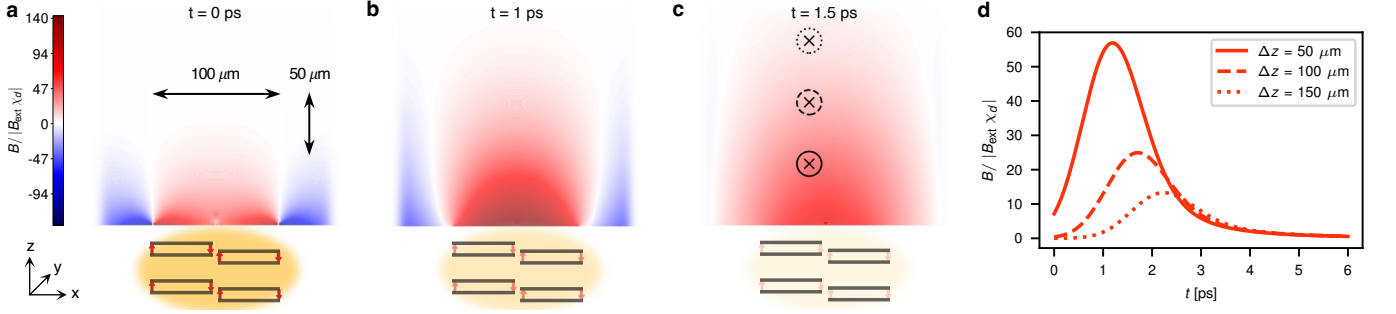 a
t = 0 ps
b
t = 1 ps
c
t = 1.5 ps
d
B/ |B_ext χ_d|
140
94
47
0
-47
-94
100 μm
50 μm
z
y
x
B/ |B_ext χ_d|
60
50
40
30
20
10
0
Δz = 50 μm
Δz = 100 μm
Δz = 150 μm
0 1 2 3 4 5 6
t [ps]